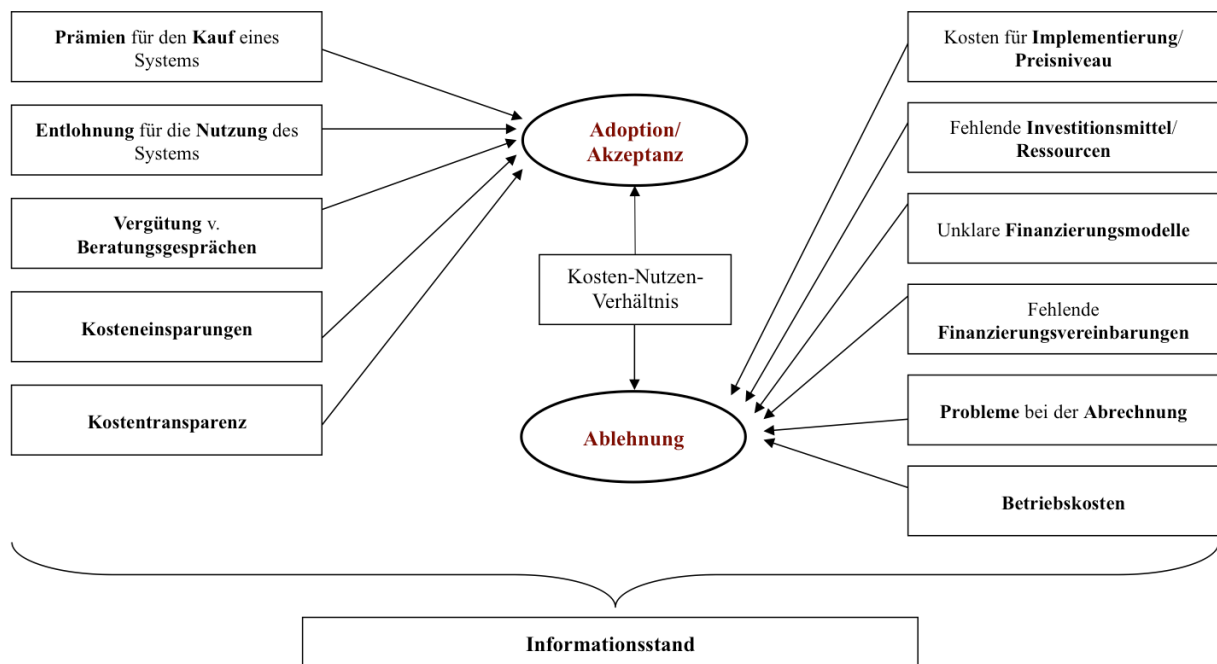 Prämien für den Kauf eines
Systems
Entlohnung für die Nutzung des
Systems
Vergütung v.
Beratungsgesprächen
Kosteneinsparungen
Kostentransparenz
Adoption/
Akzeptanz
Kosten-Nutzen-
Verhältnis
Ablehnung
Kosten für Implementierung/
Preisniveau
Fehlende Investitionsmittel/
Ressourcen
Unklare Finanzierungsmodelle
Fehlende
Finanzierungsvereinbarungen
Probleme bei der Abrechnung
Betriebskosten
Informationsstand